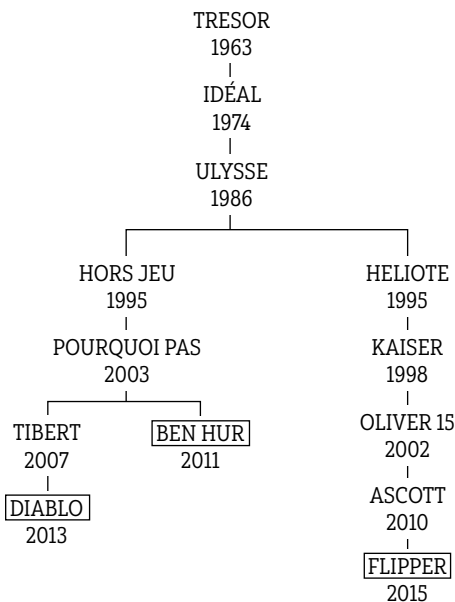 TRESOR
1963
IDÉAL
1974
ULYSSE
1986
HORS JEU
1995
POURQUOI PAS
2003
TIBERT
2007
DIABLO
2013
BEN HUR
2011
HELIOTE
1995
KAISER
1998
OLIVER 15
2002
ASCOTT
2010
FLIPPER
2015